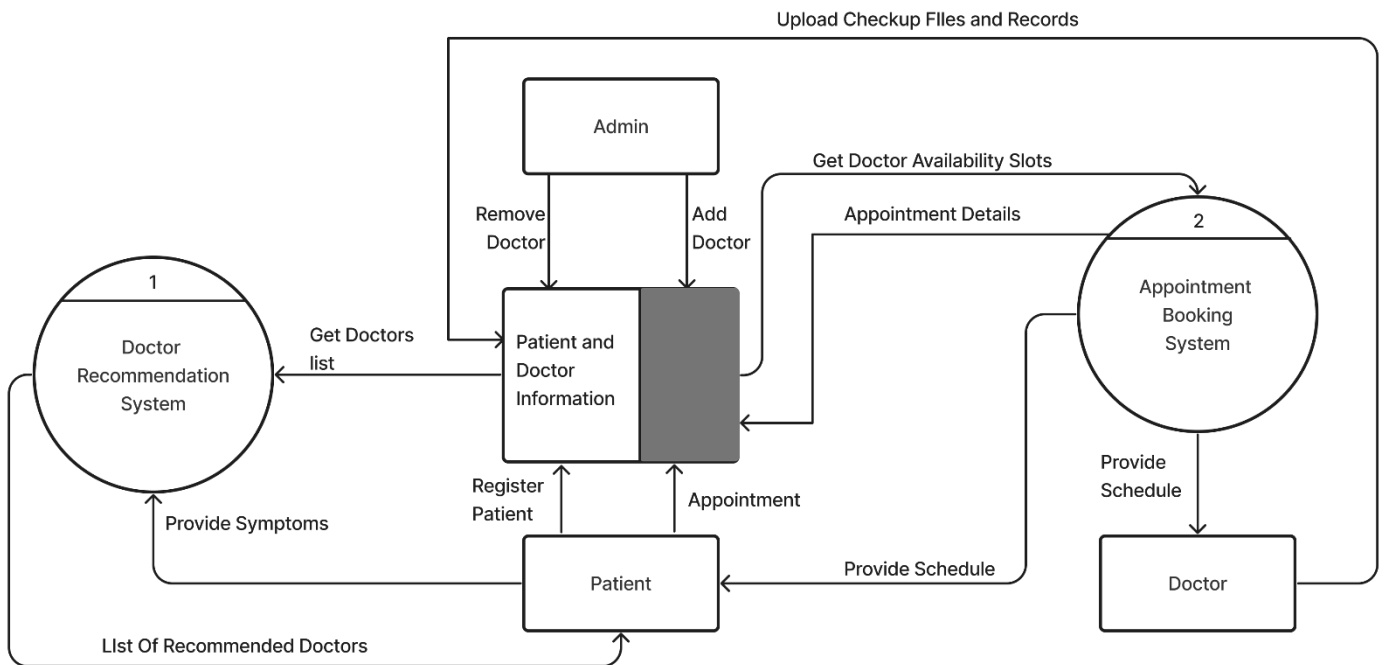 Upload Checkup FIles and Records
Admin
Get Doctor Availability Slots
Remove
Doctor
Add
Doctor
Appointment Details
2
Appointment
Booking
System
1
Doctor
Recommendation
System
Get Doctors
list
Patient and
Doctor
Information
Provide
Schedule
Register
Patient
Appointment
Provide Symptoms
Patient
Provide Schedule
Doctor
LIst Of Recommended Doctors